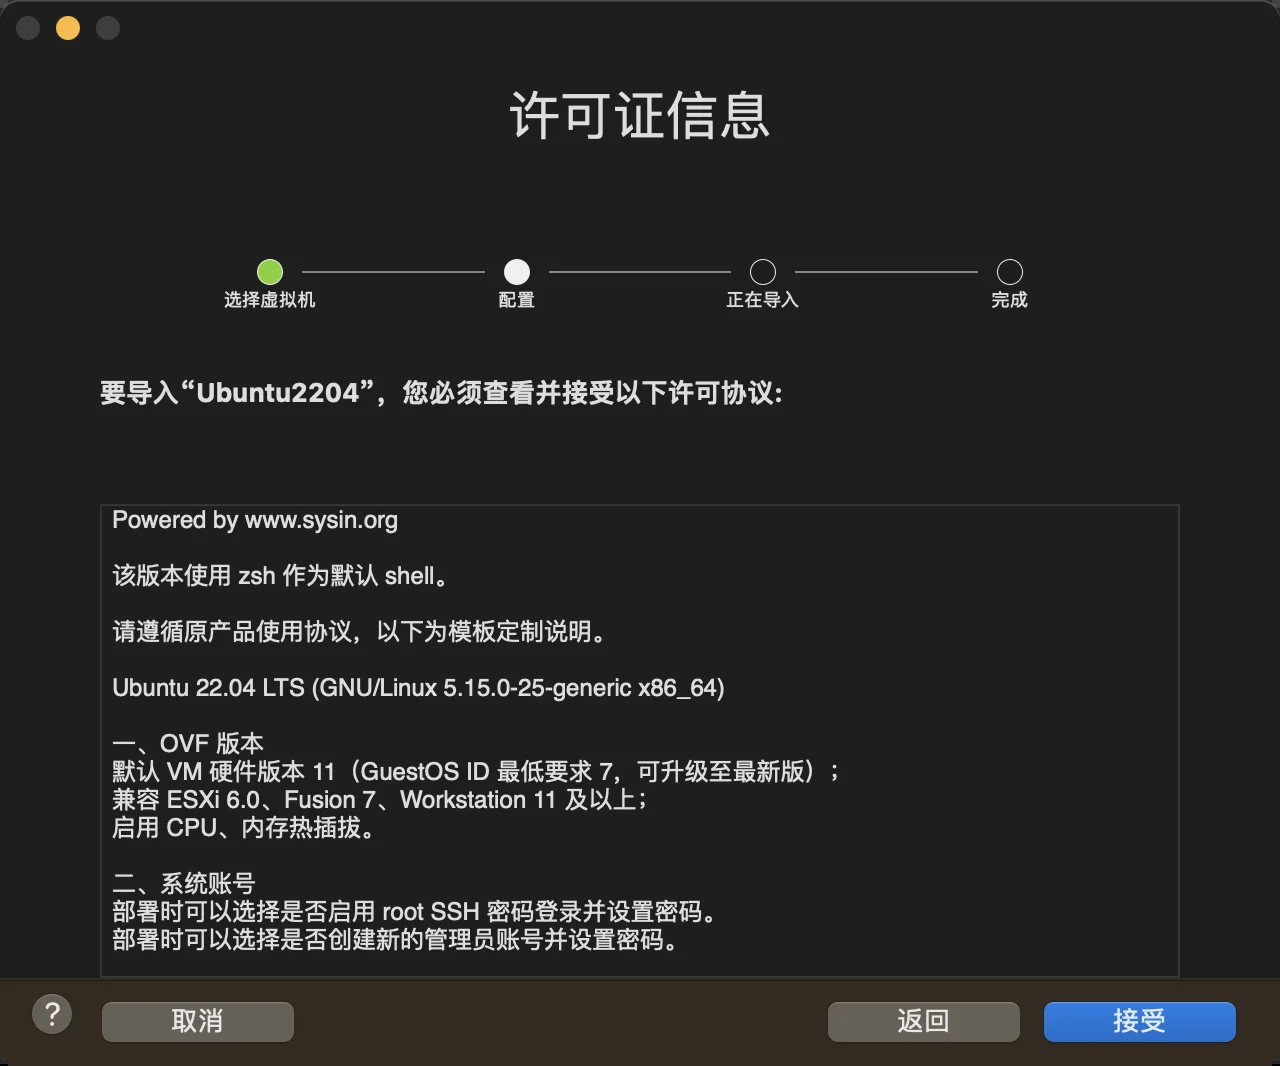 许可证信息
选择虚拟机
配置
正在导入
完成
要导入“Ubuntu2204”，您必须查看并接受以下许可协议:
Powered by www.sysin.org
该版本使用 zsh 作为默认 shell。
请遵循原产品使用协议，以下为模板定制说明。
Ubuntu 22.04 LTS (GNU/Linux 5.15.0-25-generic x86_64)
一、OVF 版本
默认 VM 硬件版本 11（GuestOS ID 最低要求 7，可升级至最新版）；
兼容 ESXi 6.0、Fusion 7、Workstation 11 及以上；
启用 CPU、内存热插拔。
二、系统账号
部署时可以选择是否启用 root SSH 密码登录并设置密码。
部署时可以选择是否创建新的管理员账号并设置密码。
?
取消
返回
接受